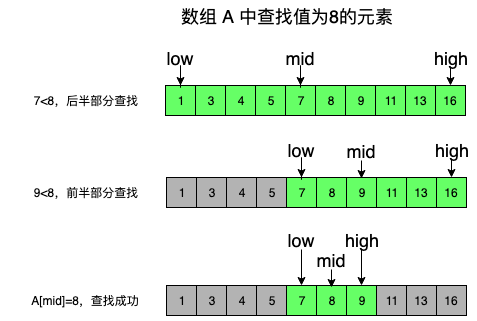 数组 A 中查找值为8的元素
low mid high
7<8，后半部分查找 1 3 4 5 7 8 9 11 13 16
low mid high
9<8，前半部分查找 1 3 4 5 7 8 9 11 13 16
low high
mid
A[mid]=8，查找成功 1 3 4 5 7 8 9 11 13 16